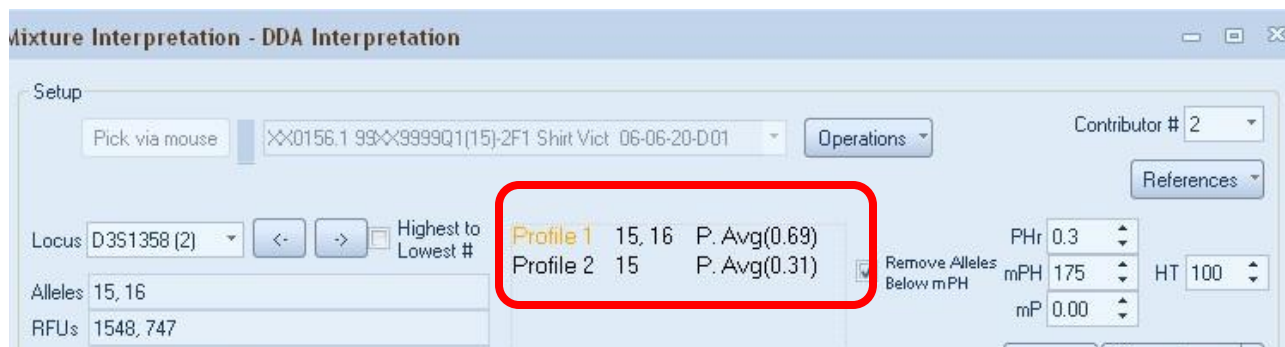 Mixture Interpretation - DDA Interpretation
Setup
Pick via mouse XX0156.1 99XX9999Q1(15)-2F1 Shirt Vict 06-06-20-D01 Operations Contributor # 2
References
Locus D3S1358 (2) <- -> Highest to
Lowest #
Alleles 15, 16
RFUs 1548, 747
Profile 1 15, 16 P. Avg(0.69)
Profile 2 15 P. Avg(0.31)
Remove Alleles
Below mPH
PHr 0.3
mPH 175 HT 100
mP 0.00